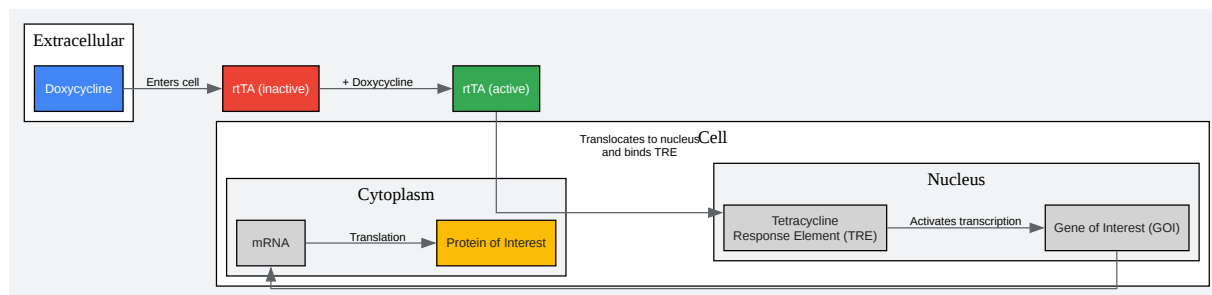 Extracellular
Doxycycline
Enters cell
rtTA (inactive)
+ Doxycycline
rtTA (active)
Translocates to nucleus
and binds TRE
Cell
Cytoplasm
mRNA
Translation
Protein of Interest
Nucleus
Tetracycline
Response Element (TRE)
Activates transcription
Gene of Interest (GOI)